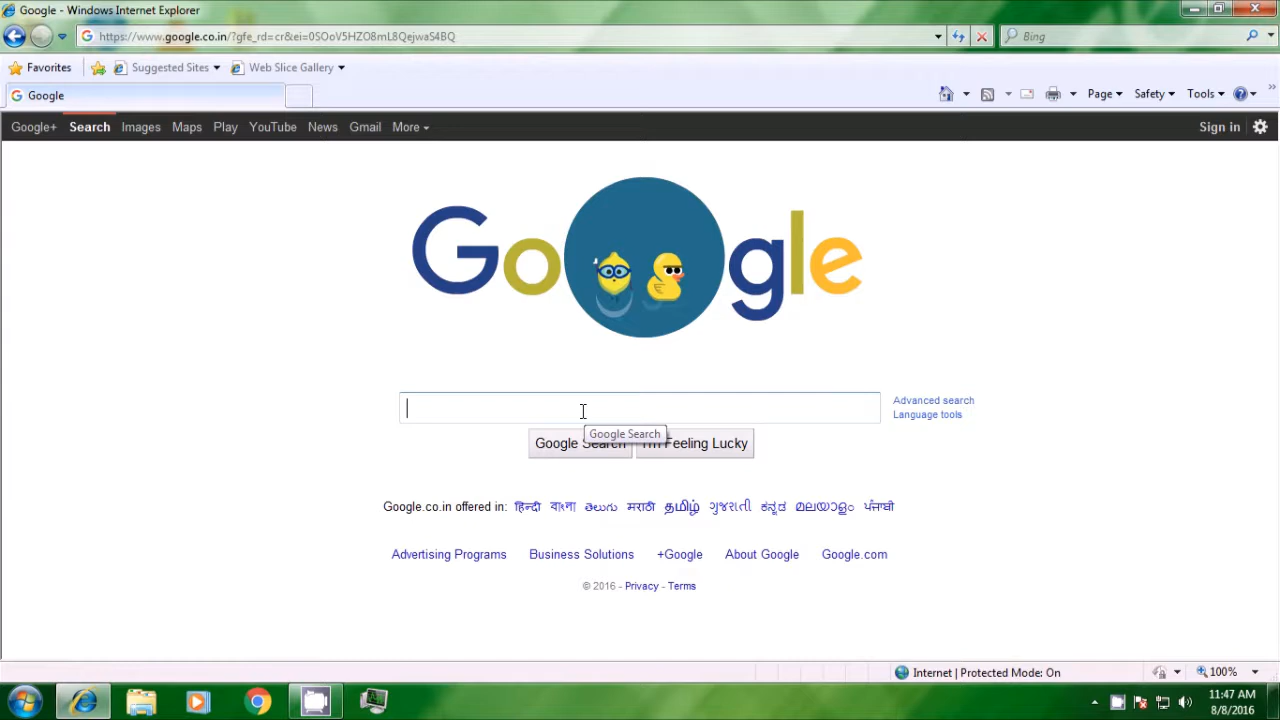 Google - Windows Internet Explorer
https://www.google.co.in/?gfe_rd=cr&ei=0SOoV5HZO8mL8QejwaS4BQ
Bing
Favorites Suggested Sites Web Slice Gallery
Google
Page Safety Tools
Google+ Search Images Maps Play YouTube News Gmail More
Sign in
Google
Advanced search
Language tools
Google Search
Google Search I'm Feeling Lucky
Google.co.in offered in: हिन्दी বাংলা తెలుగు मराठी தமிழ் ગુજરાતી ಕನ್ನಡ മലയാളം ਪੰਜਾਬੀ
Advertising Programs Business Solutions +Google About Google Google.com
© 2016 - Privacy - Terms
Internet | Protected Mode: On
100%
11:47 AM
8/8/2016